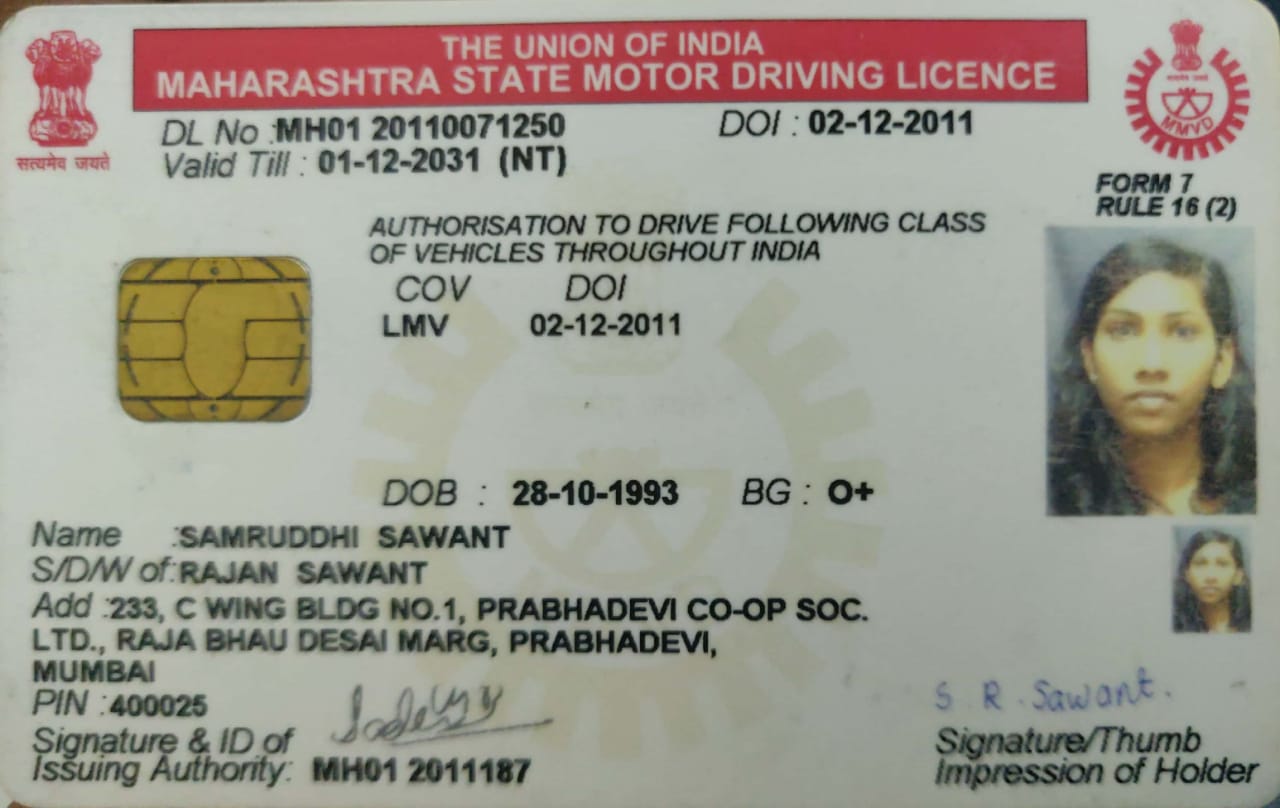 THE UNION OF INDIA
MAHARASHTRA STATE MOTOR DRIVING LICENCE
सत्यमेव जयते
MMVD
DL No :MH01 20110071250 DOI : 02-12-2011
Valid Till : 01-12-2031 (NT)
FORM 7
RULE 16 (2)
AUTHORISATION TO DRIVE FOLLOWING CLASS
OF VEHICLES THROUGHOUT INDIA
COV DOI
LMV 02-12-2011
DOB : 28-10-1993 BG : O+
Name :SAMRUDDHI SAWANT
S/D/W of:RAJAN SAWANT
Add :233, C WING BLDG NO.1, PRABHADEVI CO-OP SOC.
LTD., RAJA BHAU DESAI MARG, PRABHADEVI,
MUMBAI
PIN :400025
S. R. Sawant.
Signature & ID of
Issuing Authority: MH01 2011187
Signature/Thumb
Impression of Holder